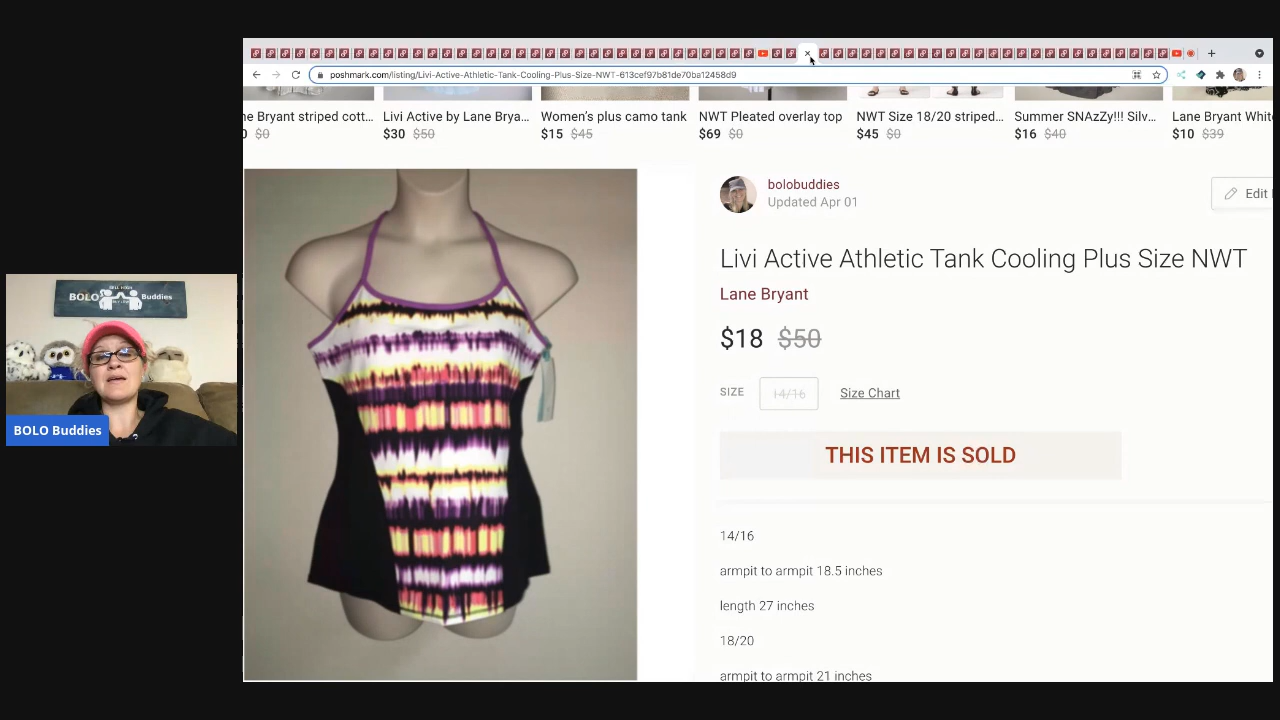 poshmark.com/listing/Livi-Active-Athletic-Tank-Cooling-Plus-Size-NWT-613cef97b81de70ba12458d9
ne Bryant striped cott...
0 $0
Livi Active by Lane Brya...
$30 $50
Women's plus camo tank
$15 $45
NWT Pleated overlay top
$69 $0
NWT Size 18/20 striped...
$45 $0
Summer SNAzZy!!! Silv...
$16 $40
Lane Bryant Whit
$10 $39
bolobuddies
Updated Apr 01
Edit
Livi Active Athletic Tank Cooling Plus Size NWT
Lane Bryant
$18 $50
SIZE 14/16 Size Chart
THIS ITEM IS SOLD
14/16
armpit to armpit 18.5 inches
length 27 inches
18/20
armpit to armpit 21 inches
BOLO Buddies
BOLO Buddies